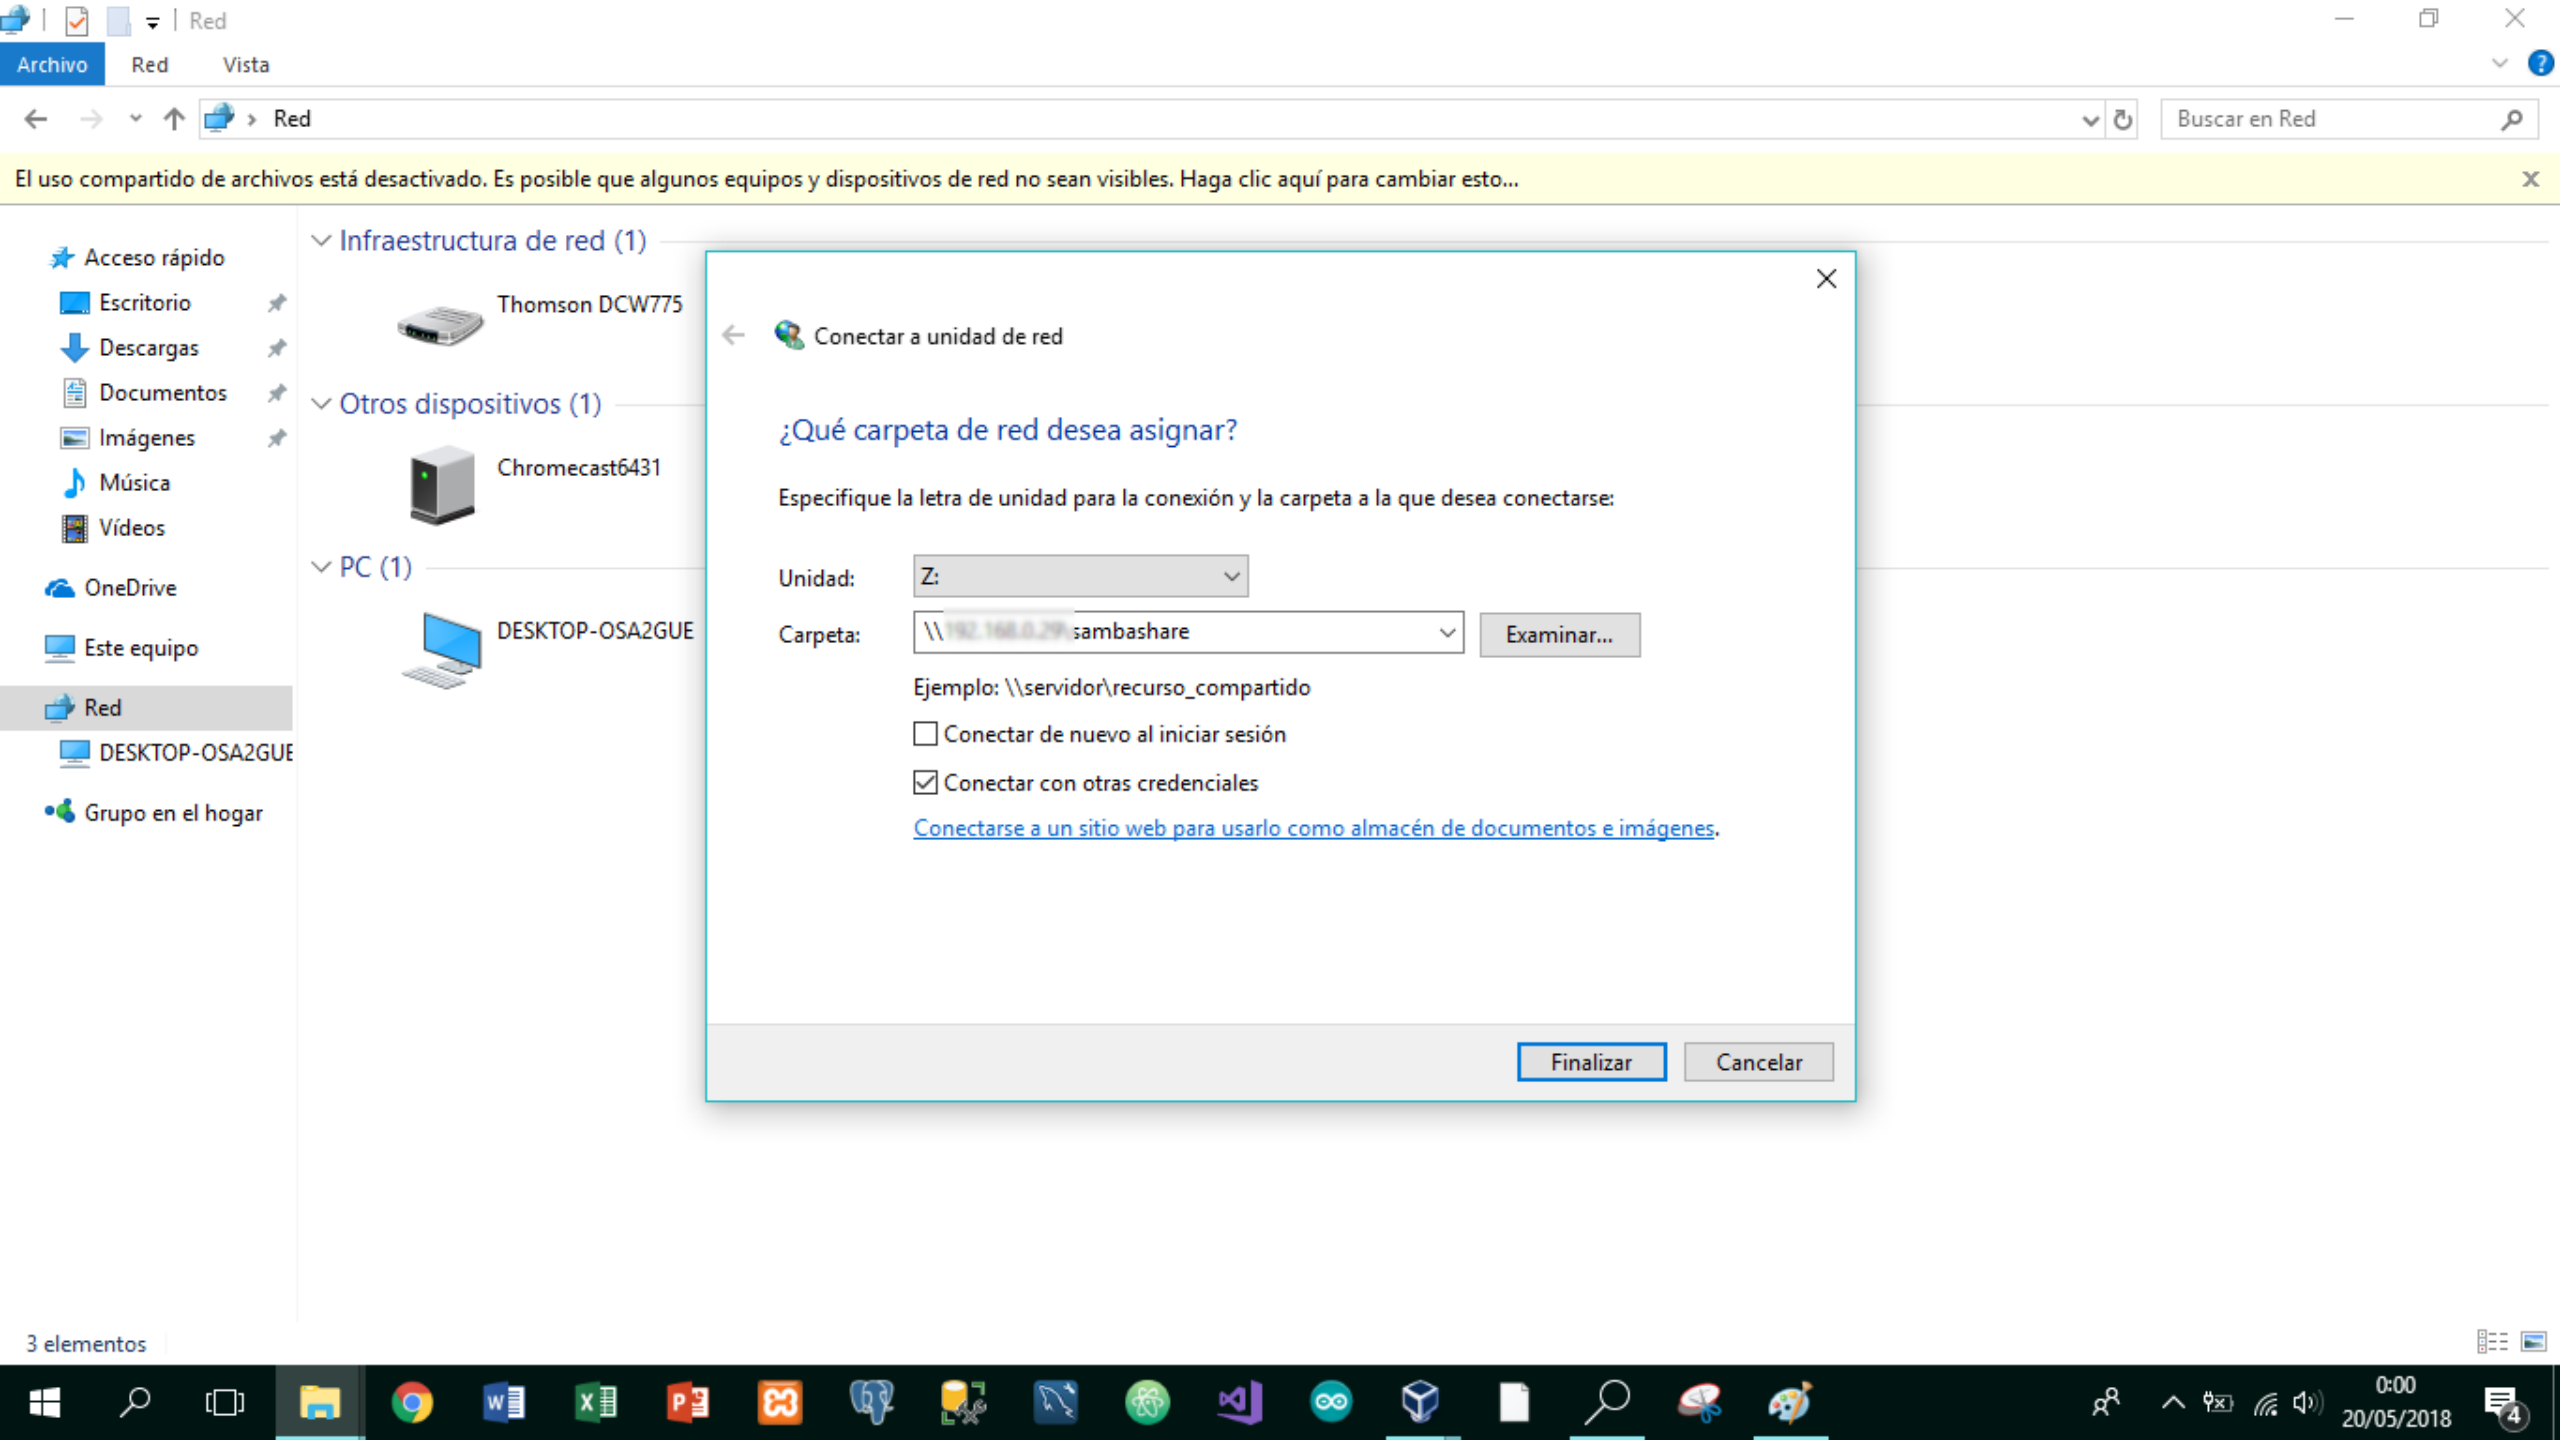 Red
Archivo
Red
Vista
Red
Buscar en Red
El uso compartido de archivos está desactivado. Es posible que algunos equipos y dispositivos de red no sean visibles. Haga clic aquí para cambiar esto...
Acceso rápido
Escritorio
Descargas
Documentos
Imágenes
Música
Vídeos
OneDrive
Este equipo
Red
DESKTOP-OSA2GUE
Grupo en el hogar
Infraestructura de red (1)
Thomson DCW775
Otros dispositivos (1)
Chromecast6431
PC (1)
DESKTOP-OSA2GUE
Conectar a unidad de red
¿Qué carpeta de red desea asignar?
Especifique la letra de unidad para la conexión y la carpeta a la que desea conectarse:
Unidad: Z:
Carpeta: \\ sambashare Examinar...
Ejemplo: \\servidor\recurso_compartido
Conectar de nuevo al iniciar sesión
Conectar con otras credenciales
Conectarse a un sitio web para usarlo como almacén de documentos e imágenes.
Finalizar Cancelar
3 elementos
0:00
20/05/2018
4